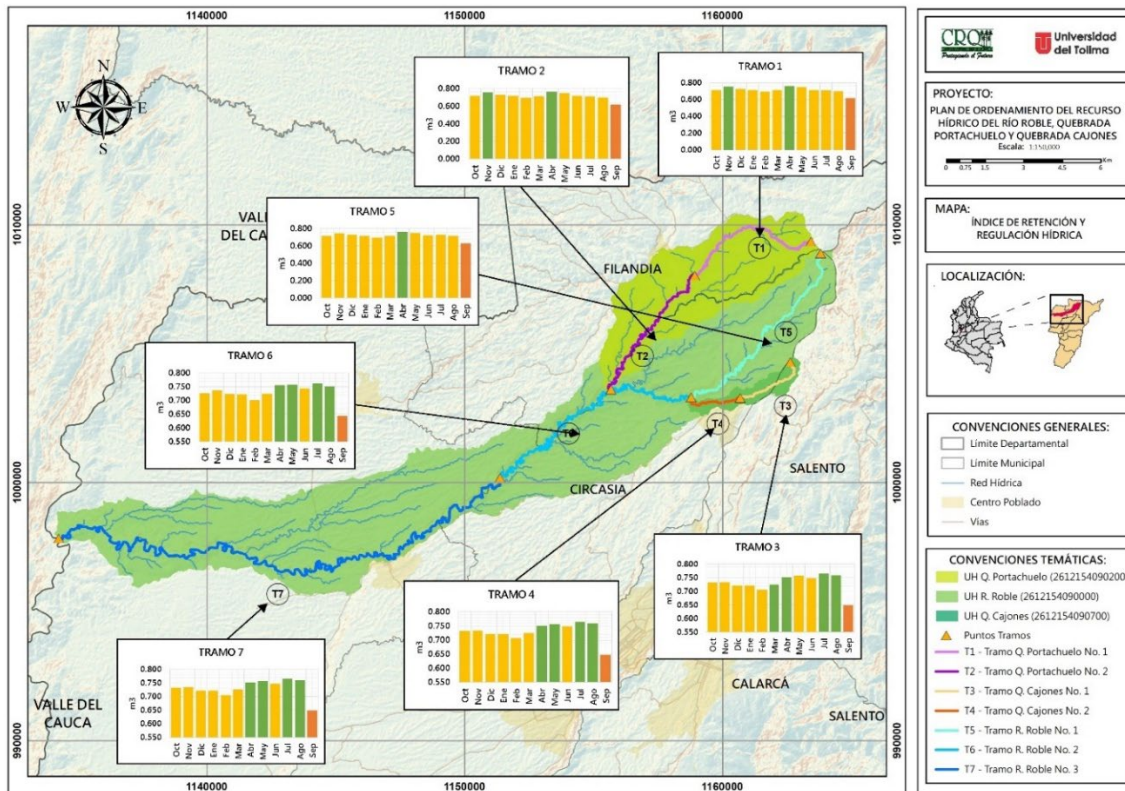 1140000
1150000
1160000
1010000
1000000
990000
1010000
1000000
990000
1140000
1150000
1160000
N
W
E
S
TRAMO 2
m3
0.800
0.600
0.400
0.200
0.000
Oct Nov Dic Ene Feb Mar Abr May Jun Jul Ago Sep
TRAMO 1
m3
0.800
0.600
0.400
0.200
0.000
Oct Nov Dic Ene Feb Mar Abr May Jun Jul Ago Sep
TRAMO 5
m3
0.800
0.600
0.400
0.200
0.000
Oct Nov Dic Ene Feb Mar Abr May Jun Jul Ago Sep
TRAMO 6
m3
0.800
0.750
0.700
0.650
0.600
0.550
Oct Nov Dic Ene Feb Mar Abr May Jun Jul Ago Sep
TRAMO 3
m3
0.800
0.750
0.700
0.650
0.600
0.550
Oct Nov Dic Ene Feb Mar Abr May Jun Jul Ago Sep
TRAMO 4
m3
0.800
0.750
0.700
0.650
0.600
0.550
Oct Nov Dic Ene Feb Mar Abr May Jun Jul Ago Sep
TRAMO 7
m3
0.800
0.750
0.700
0.650
0.600
0.550
Oct Nov Dic Ene Feb Mar Abr May Jun Jul Ago Sep
VALLE
DEL CA
FILANDIA
T1
T2
T5
T3
T4
T7
SALENTO
CIRCASIA
CALARCÁ
SALENTO
VALLE DEL
CAUCA
CRQ
Protegiendo el Futuro
Universidad
del Tolima
PROYECTO:
PLAN DE ORDENAMIENTO DEL RECURSO
HÍDRICO DEL RÍO ROBLE, QUEBRADA
PORTACHUELO Y QUEBRADA CAJONES
Escala: 1:150,000
0 0.75 1.5 3 4.5 6
Km
MAPA:
ÍNDICE DE RETENCIÓN Y
REGULACIÓN HÍDRICA
LOCALIZACIÓN:
CONVENCIONES GENERALES:
Límite Departamental
Límite Municipal
Red Hídrica
Centro Poblado
Vías
CONVENCIONES TEMÁTICAS:
UH Q. Portachuelo (2612154090200
UH R. Roble (2612154090000)
UH Q. Cajones (2612154090700)
Puntos Tramos
T1 - Tramo Q. Portachuelo No. 1
T2 - Tramo Q. Portachuelo No. 2
T3 - Tramo Q. Cajones No. 1
T4 - Tramo Q. Cajones No. 2
T5 - Tramo R. Roble No. 1
T6 - Tramo R. Roble No. 2
T7 - Tramo R. Roble No. 3